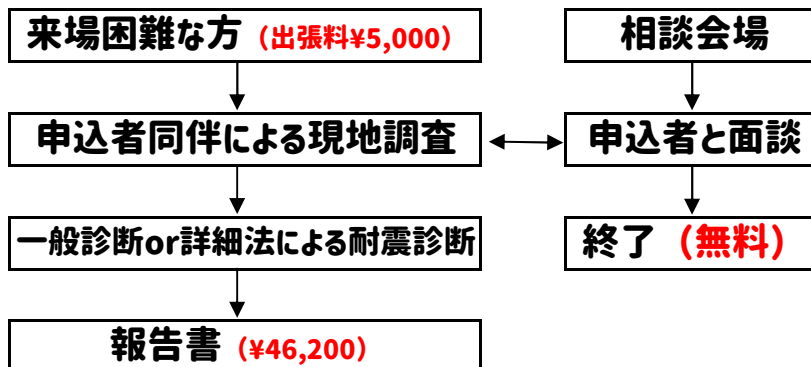 来場困難な方（出張料¥5,000）
相談会場
申込者同伴による現地調査
申込者と面談
一般診断or詳細法による耐震診断
終了（無料）
報告書（¥46,200）